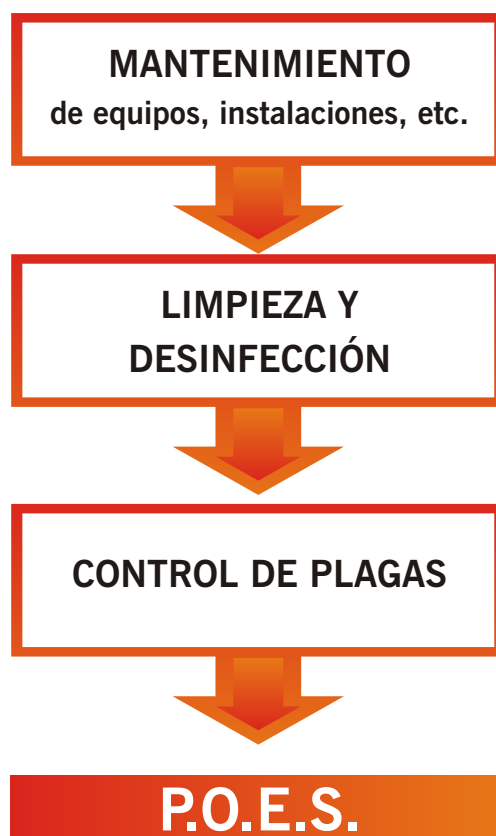 MANTENIMIENTO
de equipos, instalaciones, etc.
LIMPIEZA Y
DESINFECCIÓN
CONTROL DE PLAGAS
P.O.E.S.